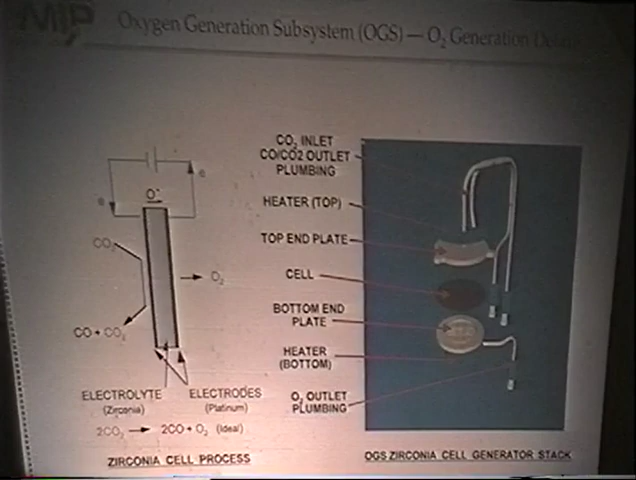 MIP
Oxygen Generation Subsystem (OGS) — O2 Generation
O-
e
e
CO2
O2
CO + CO2
ELECTROLYTE
(Zirconia)
ELECTRODES
(Platinum)
2CO2 → 2CO + O2 (Ideal)
ZIRCONIA CELL PROCESS
CO2 INLET
CO/CO2 OUTLET
PLUMBING
HEATER (TOP)
TOP END PLATE
CELL
BOTTOM END
PLATE
HEATER
(BOTTOM)
O2 OUTLET
PLUMBING
OGS ZIRCONIA CELL GENERATOR STACK